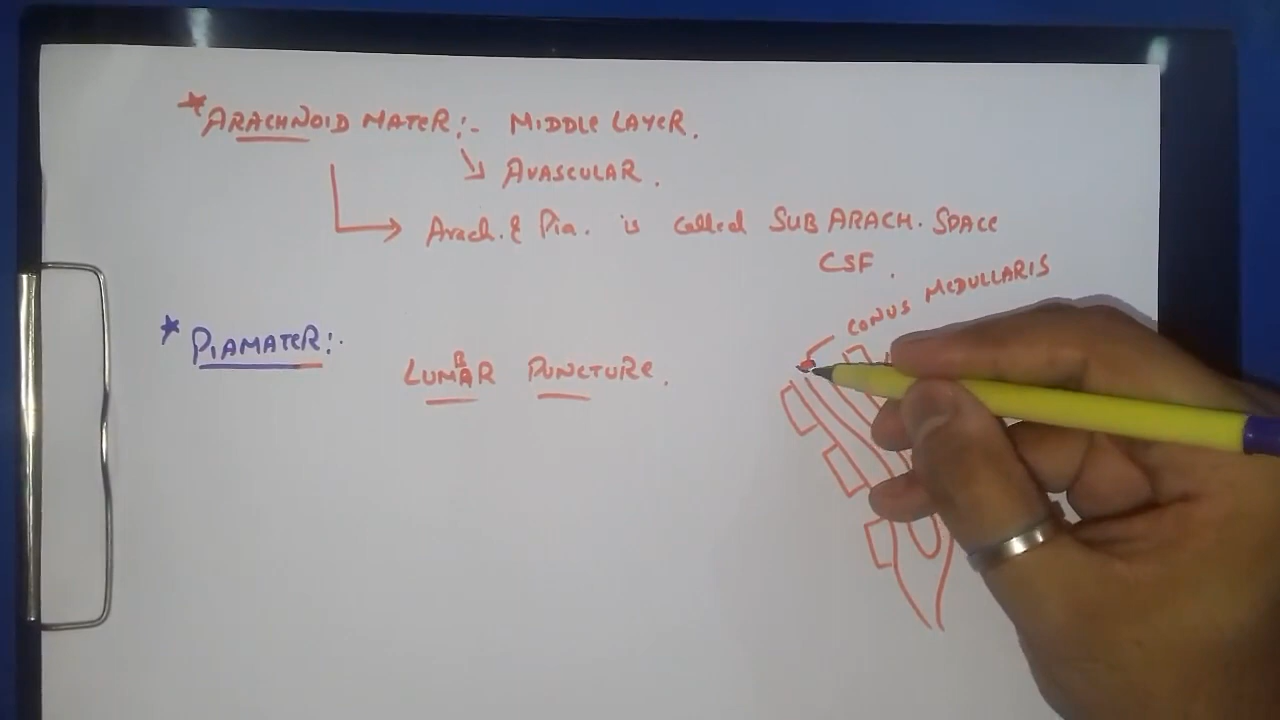 * ARACHNOID MATER:- MIDDLE LAYER.
↘ AVASCULAR.
→ Arach. & Pia. is called SUB ARACH. SPACE
CSF.
CONUS MEDULLARIS
* PIAMATER:-
LUMBAR PUNCTURE.